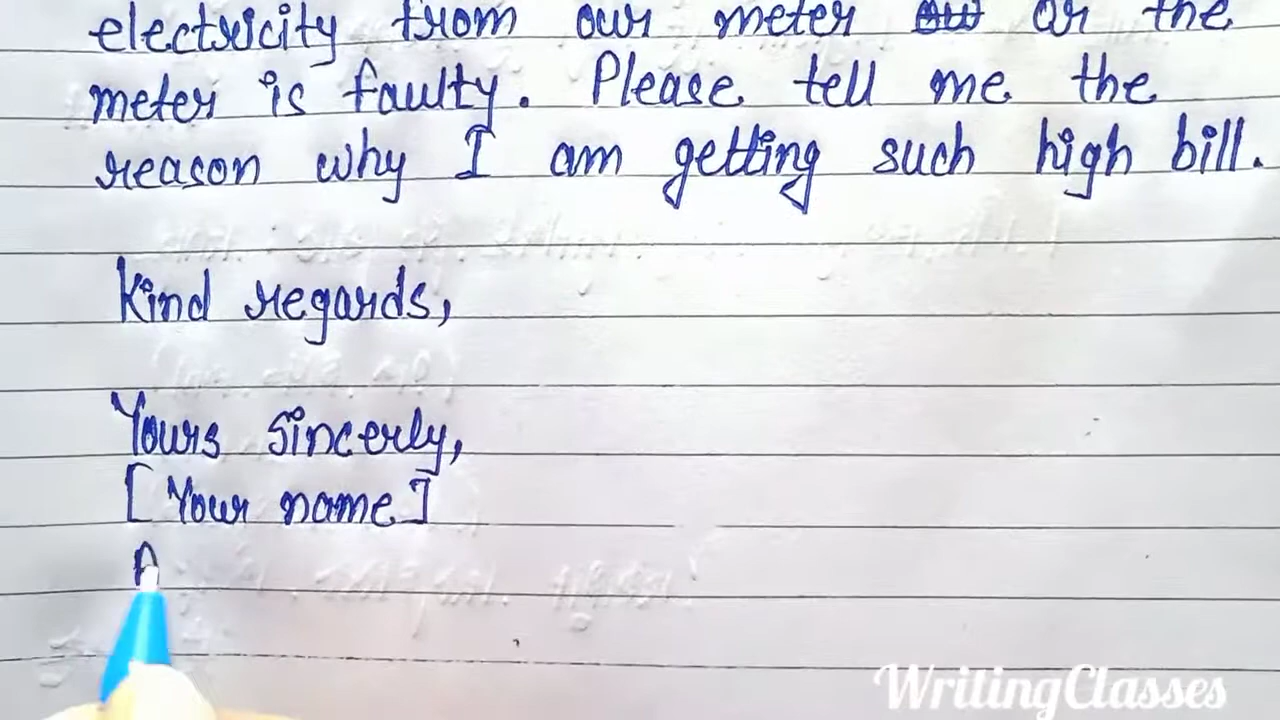 electricity from our meter or the
meter is faulty. Please tell me the
reason why I am getting such high bill.
Kind regards,
Yours sincerly,
[Your name]
A
WritingClasses